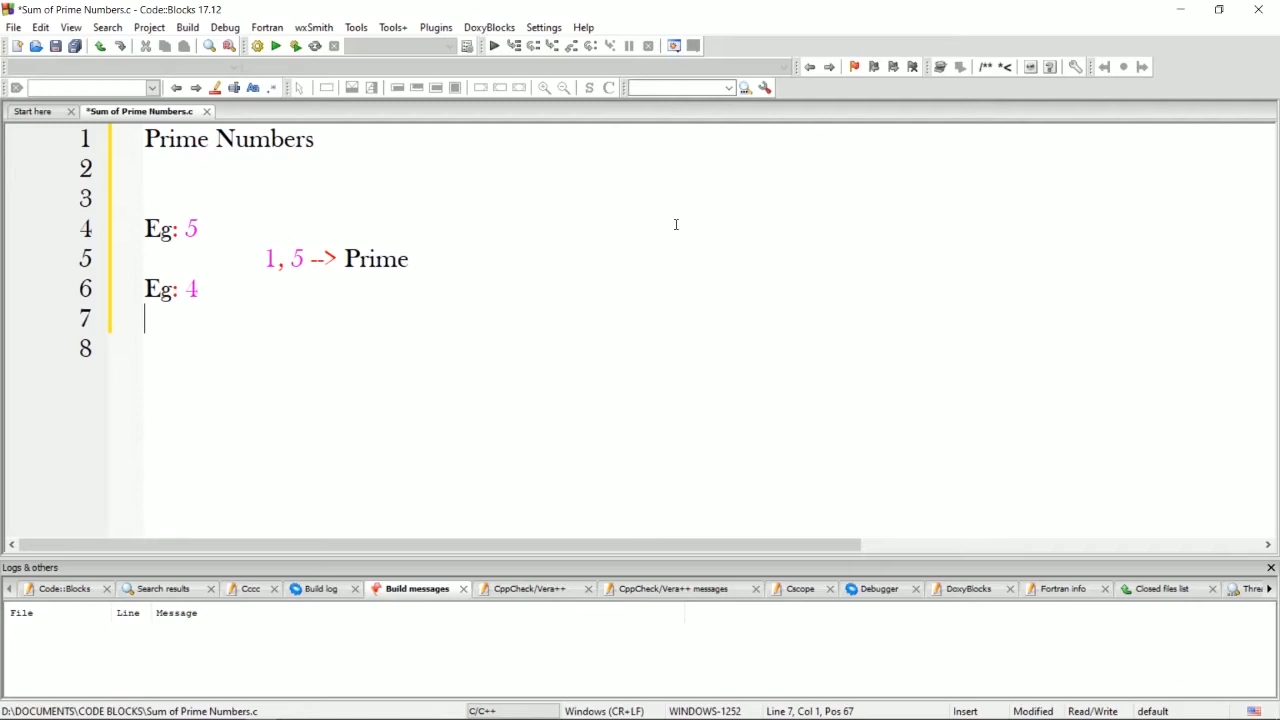 *Sum of Prime Numbers.c - Code::Blocks 17.12
File Edit View Search Project Build Debug Fortran wxSmith Tools Tools+ Plugins DoxyBlocks Settings Help
/** *<
S C
Start here *Sum of Prime Numbers.c
1 Prime Numbers
2
3
4 Eg: 5
5 1, 5 --> Prime
6 Eg: 4
7
8
Logs & others
Code::Blocks Search results Cccc Build log Build messages CppCheck/Vera++ CppCheck/Vera++ messages Cscope Debugger DoxyBlocks Fortran info Closed files list Thre
File Line Message
D:\DOCUMENTS\CODE BLOCKS\Sum of Prime Numbers.c C/C++ Windows (CR+LF) WINDOWS-1252 Line 7, Col 1, Pos 67 Insert Modified Read/Write default